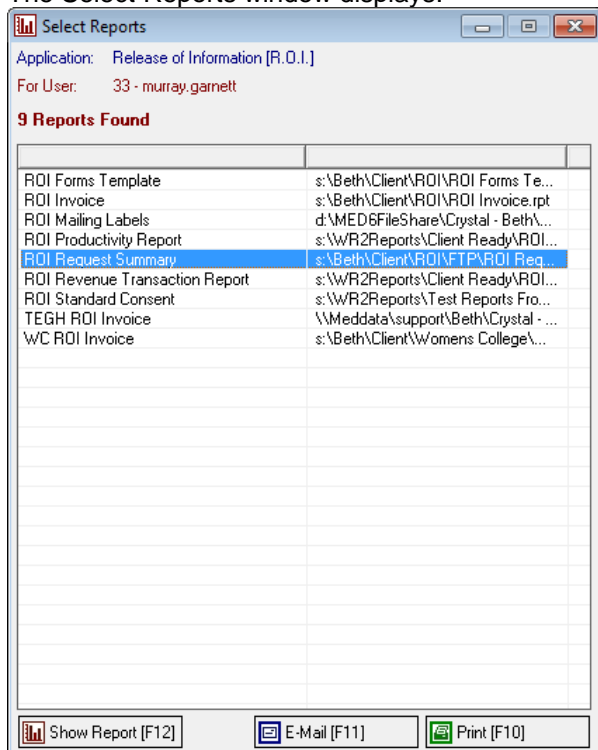 The Select Reports window displays.
Select Reports
Application: Release of Information [R.O.I.]
For User: 33 - murray.garnett
9 Reports Found
ROI Forms Template s:\Beth\Client\ROI\ROI Forms Te...
ROI Invoice s:\Beth\Client\ROI\ROI Invoice.rpt
ROI Mailing Labels d:\MED6FileShare\Crystal - Beth\...
ROI Productivity Report s:\WR2Reports\Client Ready\ROI...
ROI Request Summary s:\Beth\Client\ROI\FTP\ROI Req...
ROI Revenue Transaction Report s:\WR2Reports\Client Ready\ROI...
ROI Standard Consent s:\WR2Reports\Test Reports Fro...
TEGH ROI Invoice \\Meddata\support\Beth\Crystal - ...
WC ROI Invoice s:\Beth\Client\Womens College\...
Show Report [F12] E-Mail [F11] Print [F10]